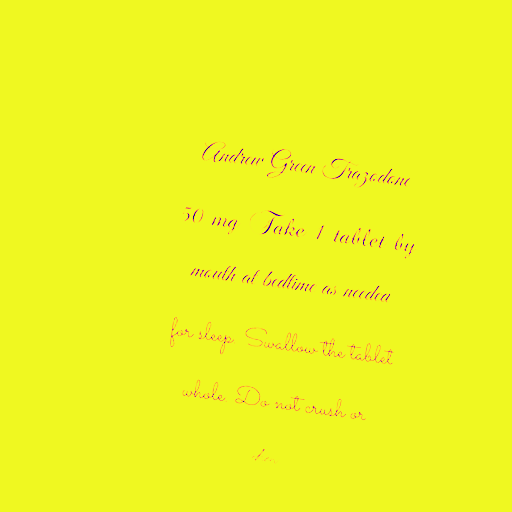 Andrew Green Trazodone
50 mg Take 1 tablet by
mouth at bedtime as needed
for sleep. Swallow the tablet
whole. Do not crush or